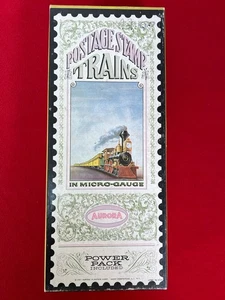 POSTAGE STAMP
TRAINS
IN MICRO-GAUGE
AURORA
POWER
PACK
INCLUDED